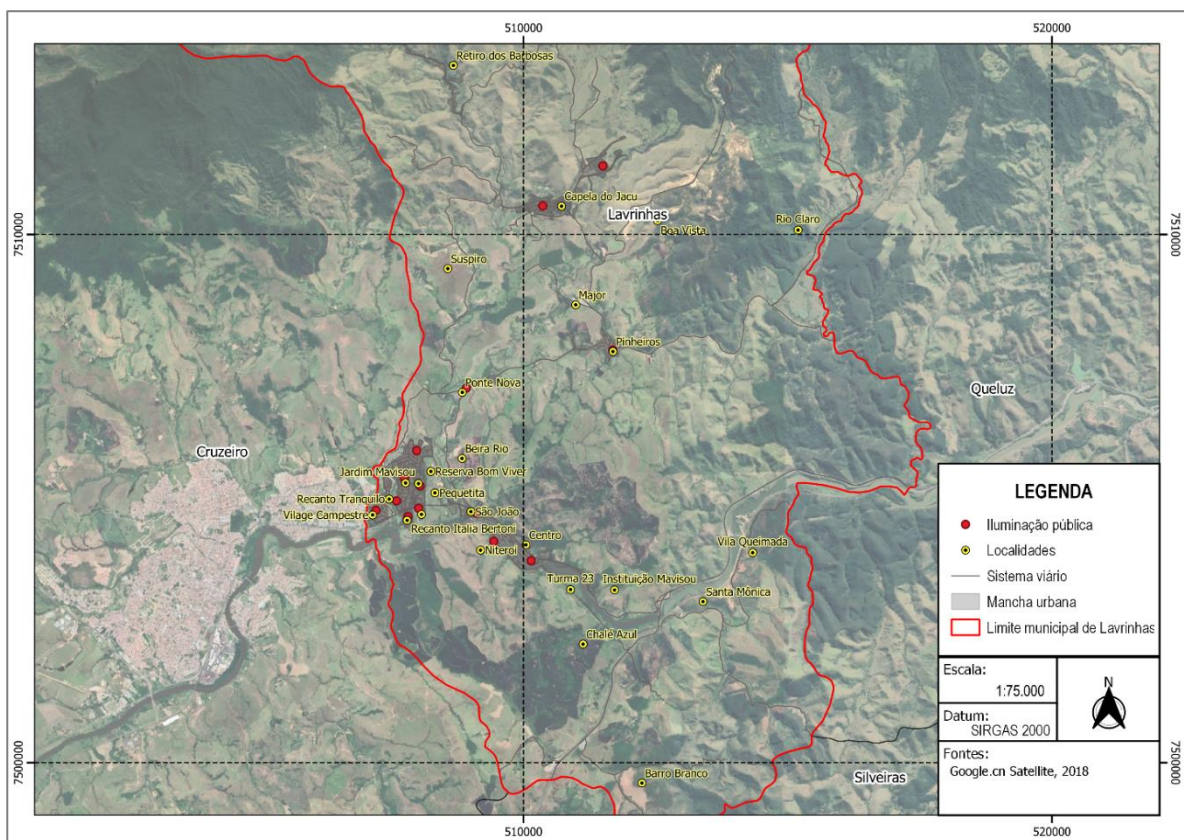 510000
520000
Retiro dos Barbosas
Capela do Jacu
Lavrinhas
Boa Vista
Rio Claro
7510000
7510000
Suspiro
Major
Pinheiros
Ponte Nova
Queluz
Cruzeiro
Beira Rio
Jardim Mavisou
Reserva Bom Viver
Recanto Tranquilo
Pequetita
Vilage Campestre
São João
Recanto Italia Bertoni
Centro
Niteroi
Vila Queimada
Turma 23
Instituição Mavisou
Santa Mônica
Chalé Azul
Barro Branco
Silveiras
7500000
7500000
510000
520000
LEGENDA
Iluminação pública
Localidades
Sistema viário
Mancha urbana
Limite municipal de Lavrinhas
Escala:
1:75.000
N
Datum:
SIRGAS 2000
Fontes:
Google.cn Satellite, 2018